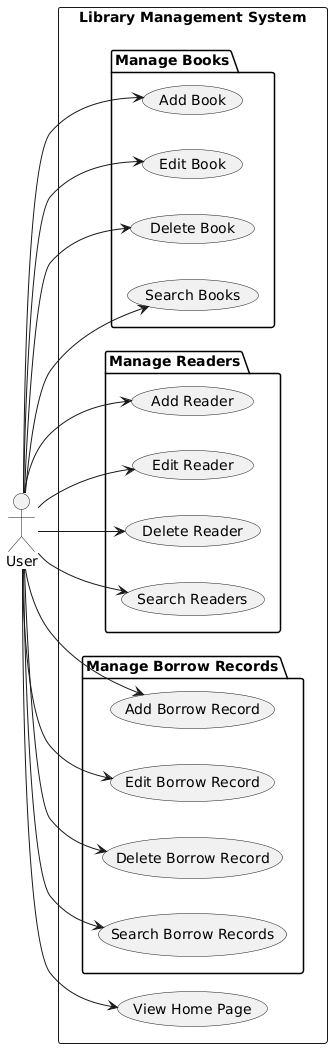 Library Management System
Manage Books
Add Book
Edit Book
Delete Book
Search Books
Manage Readers
Add Reader
Edit Reader
Delete Reader
Search Readers
User
Manage Borrow Records
Add Borrow Record
Edit Borrow Record
Delete Borrow Record
Search Borrow Records
View Home Page